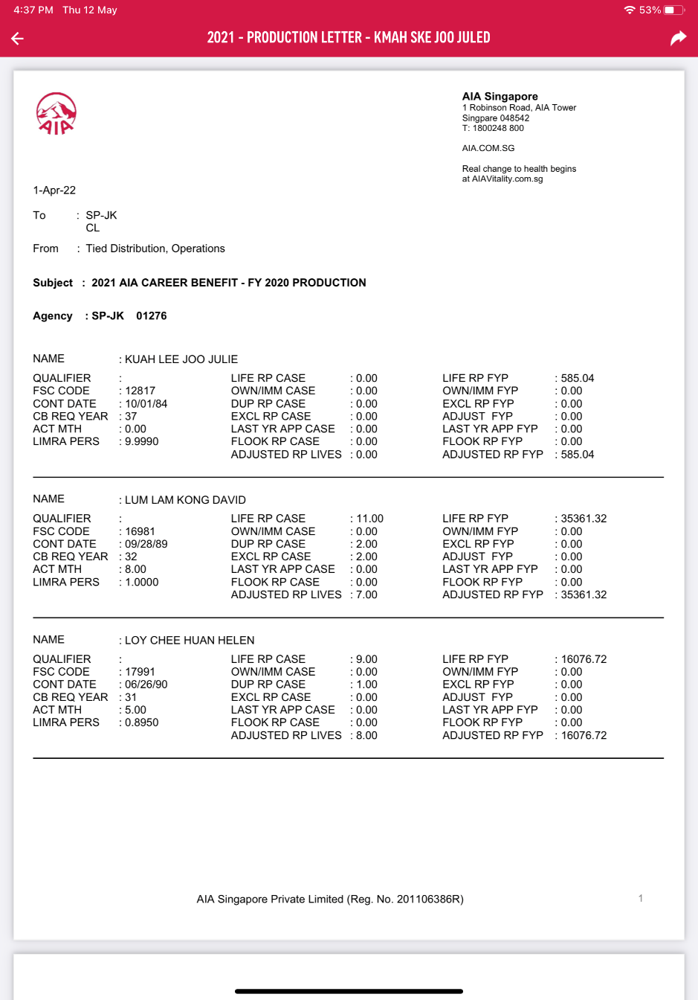 4:37 PM Thu 12 May 53%
2021 - PRODUCTION LETTER - KMAH SKE JOO JULED
AIA
AIA Singapore
1 Robinson Road, AIA Tower
Singpare 048542
T: 1800248 800
AIA.COM.SG
Real change to health begins
at AIAVitality.com.sg
1-Apr-22
To : SP-JK
CL
From : Tied Distribution, Operations
Subject : 2021 AIA CAREER BENEFIT - FY 2020 PRODUCTION
Agency : SP-JK 01276
NAME : KUAH LEE JOO JULIE
QUALIFIER : LIFE RP CASE : 0.00 LIFE RP FYP : 585.04
FSC CODE : 12817 OWN/IMM CASE : 0.00 OWN/IMM FYP : 0.00
CONT DATE : 10/01/84 DUP RP CASE : 0.00 EXCL RP FYP : 0.00
CB REQ YEAR : 37 EXCL RP CASE : 0.00 ADJUST FYP : 0.00
ACT MTH : 0.00 LAST YR APP CASE : 0.00 LAST YR APP FYP : 0.00
LIMRA PERS : 9.9990 FLOOK RP CASE : 0.00 FLOOK RP FYP : 0.00
ADJUSTED RP LIVES : 0.00 ADJUSTED RP FYP : 585.04
NAME : LUM LAM KONG DAVID
QUALIFIER : LIFE RP CASE : 11.00 LIFE RP FYP : 35361.32
FSC CODE : 16981 OWN/IMM CASE : 0.00 OWN/IMM FYP : 0.00
CONT DATE : 09/28/89 DUP RP CASE : 2.00 EXCL RP FYP : 0.00
CB REQ YEAR : 32 EXCL RP CASE : 2.00 ADJUST FYP : 0.00
ACT MTH : 8.00 LAST YR APP CASE : 0.00 LAST YR APP FYP : 0.00
LIMRA PERS : 1.0000 FLOOK RP CASE : 0.00 FLOOK RP FYP : 0.00
ADJUSTED RP LIVES : 7.00 ADJUSTED RP FYP : 35361.32
NAME : LOY CHEE HUAN HELEN
QUALIFIER : LIFE RP CASE : 9.00 LIFE RP FYP : 16076.72
FSC CODE : 17991 OWN/IMM CASE : 0.00 OWN/IMM FYP : 0.00
CONT DATE : 06/26/90 DUP RP CASE : 1.00 EXCL RP FYP : 0.00
CB REQ YEAR : 31 EXCL RP CASE : 0.00 ADJUST FYP : 0.00
ACT MTH : 5.00 LAST YR APP CASE : 0.00 LAST YR APP FYP : 0.00
LIMRA PERS : 0.8950 FLOOK RP CASE : 0.00 FLOOK RP FYP : 0.00
ADJUSTED RP LIVES : 8.00 ADJUSTED RP FYP : 16076.72
AIA Singapore Private Limited (Reg. No. 201106386R) 1